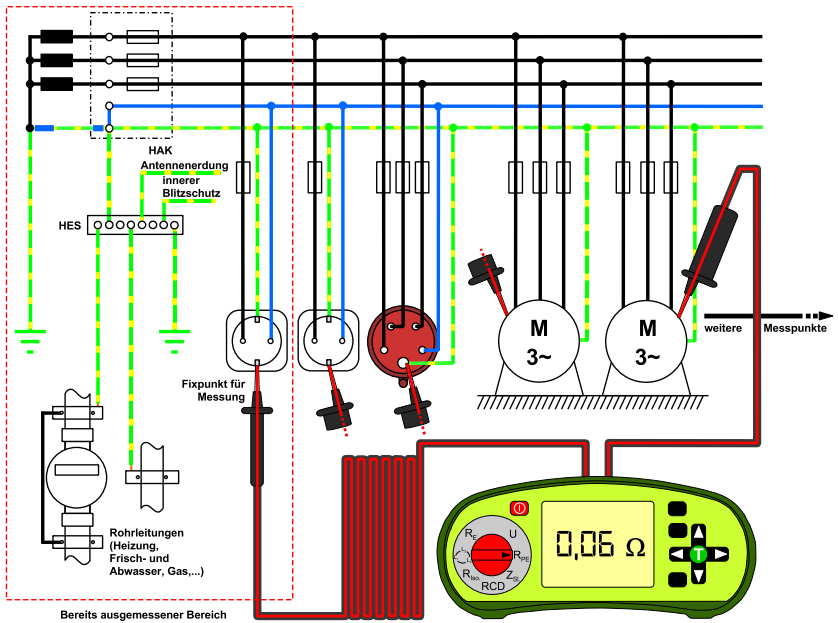 HAK
Antennenerdung
innerer
Blitzschutz
HES
Fixpunkt für
Messung
M
3~
M
3~
weitere
Messpunkte
Rohrleitungen
(Heizung,
Frisch- und
Abwasser, Gas,...)
Bereits ausgemessener Bereich
RE
U
RPE
RIso.
ZSI
RCD
0,06 Ω
T